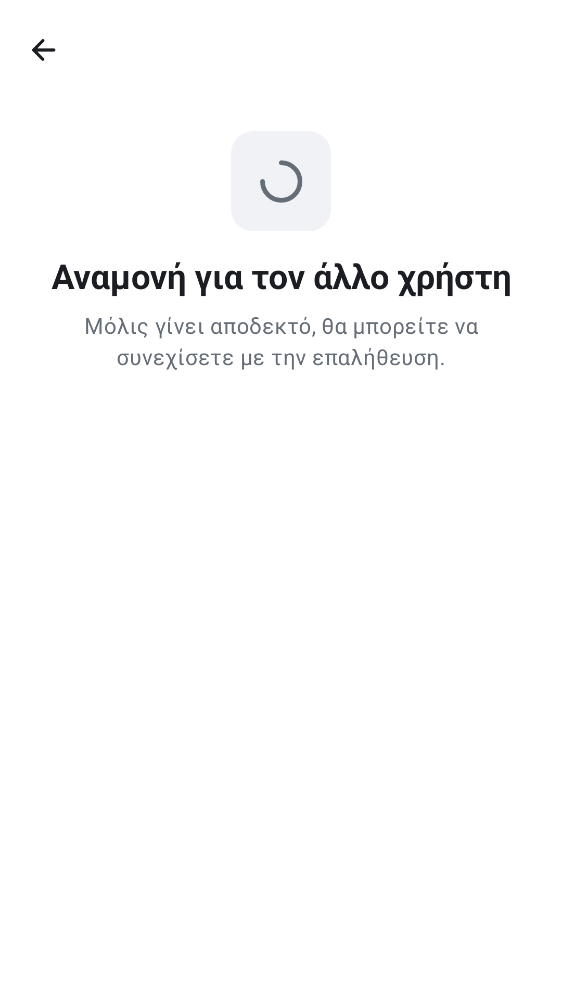 Αναμονή για τον άλλο χρήστη
Μόλις γίνει αποδεκτό, θα μπορείτε να
συνεχίσετε με την επαλήθευση.